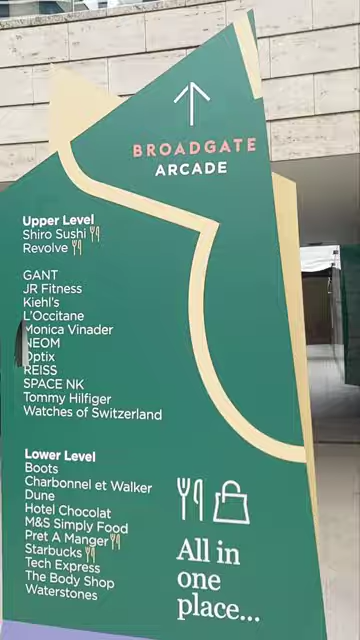 BROADGATE
ARCADE
Upper Level
Shiro Sushi
Revolve
GANT
JR Fitness
Kiehl's
L'Occitane
Monica Vinader
NEOM
Optix
REISS
SPACE NK
Tommy Hilfiger
Watches of Switzerland
Lower Level
Boots
Charbonnel et Walker
Dune
Hotel Chocolat
M&S Simply Food
Pret A Manger
Starbucks
Tech Express
The Body Shop
Waterstones
All in
one
place...